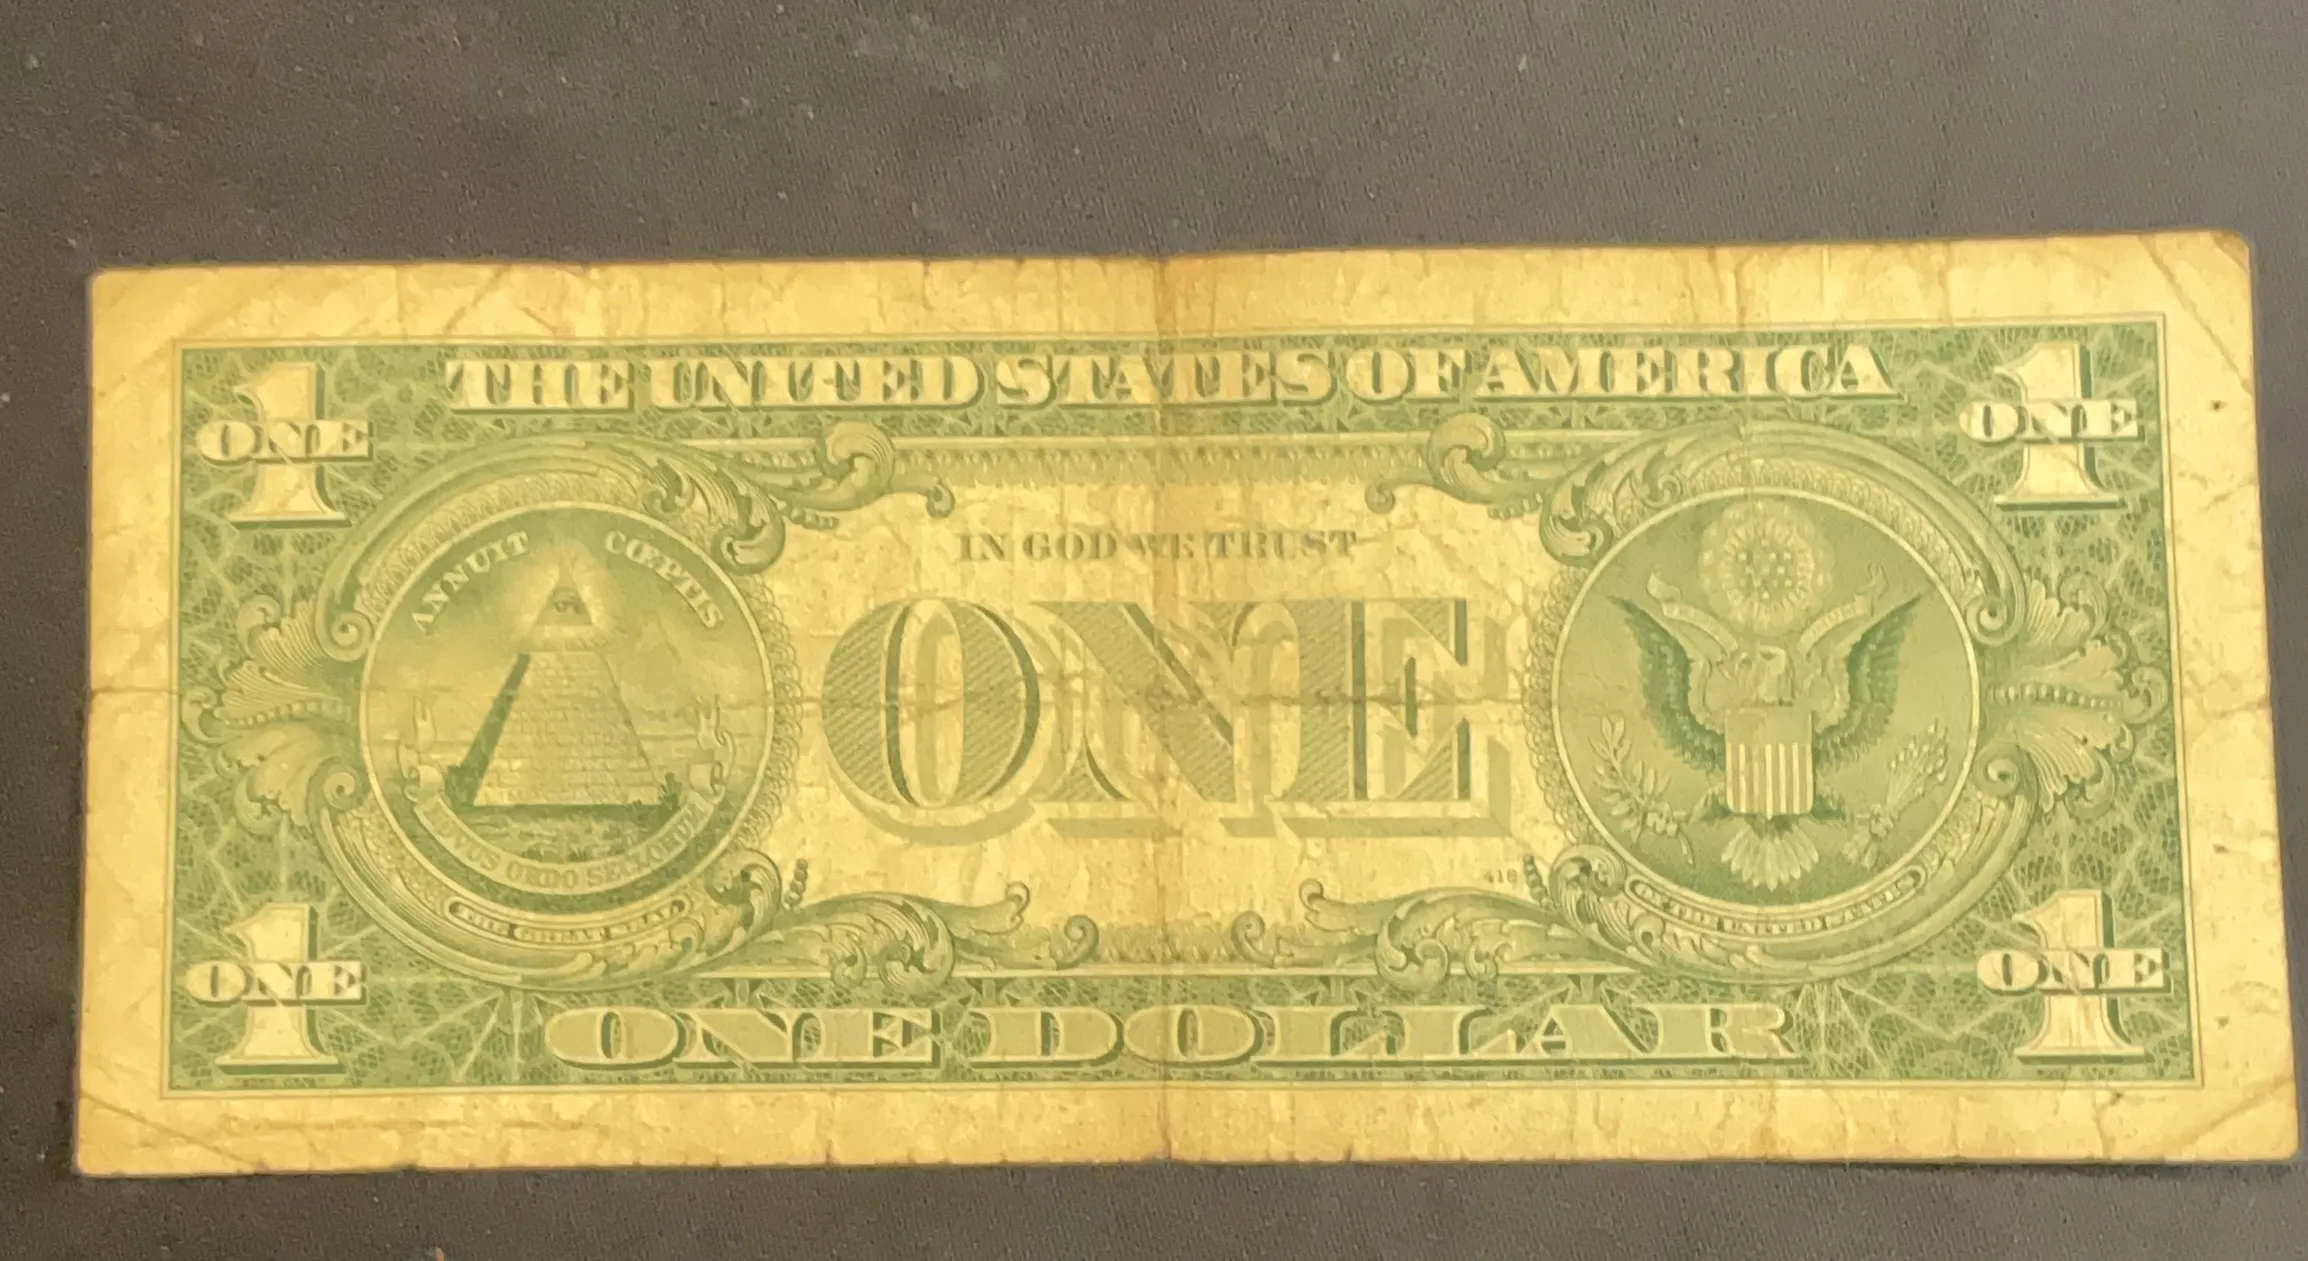 THE UNITED STATES OF AMERICA
1
ONE
1
ONE
ANNUIT CŒPTIS
IN GOD WE TRUST
ONE
NOVUS ORDO SECLORUM
THE GREAT SEAL
OF THE UNITED STATES
1
ONE
1
ONE
ONE DOLLAR